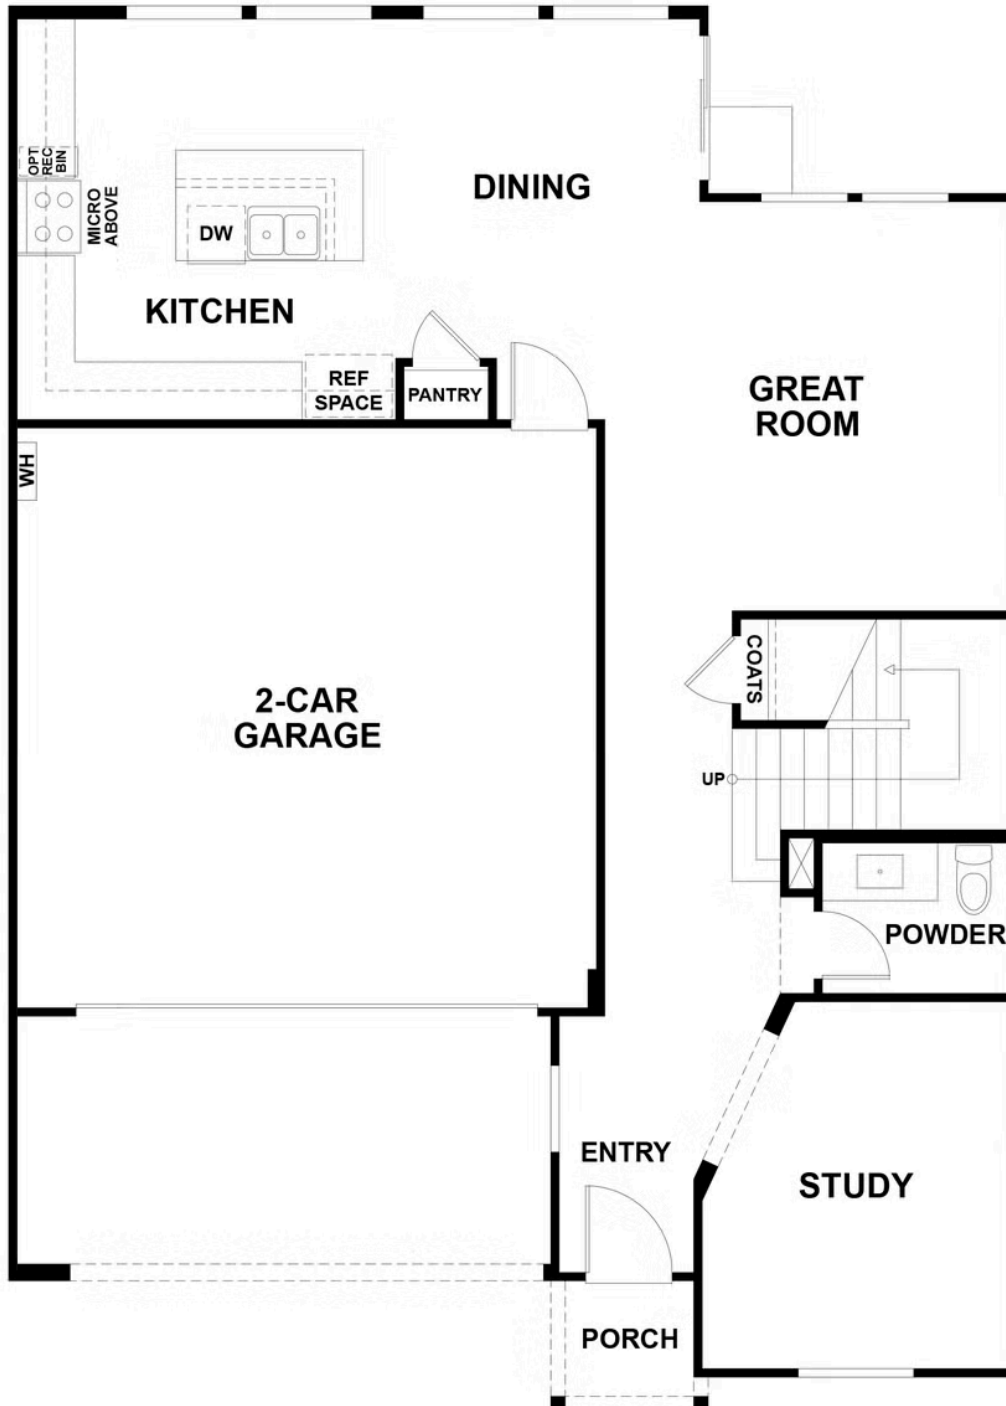 OPT
REC
BIN
MICRO
ABOVE
DW
DINING
KITCHEN
REF
SPACE
PANTRY
GREAT
ROOM
WH
2-CAR
GARAGE
COATS
UP
POWDER
ENTRY
STUDY
PORCH